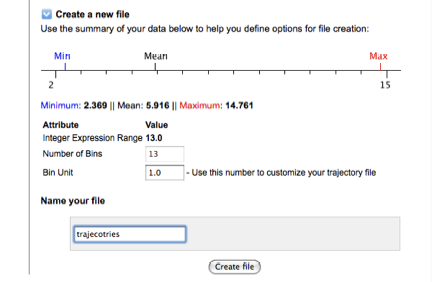 Create a new file
Use the summary of your data below to help you define options for file creation:
Min Mean Max
2 15
Minimum: 2.369 || Mean: 5.916 || Maximum: 14.761
Attribute Value
Integer Expression Range 13.0
Number of Bins 13
Bin Unit 1.0 - Use this number to customize your trajectory file
Name your file
trajecotries
Create file